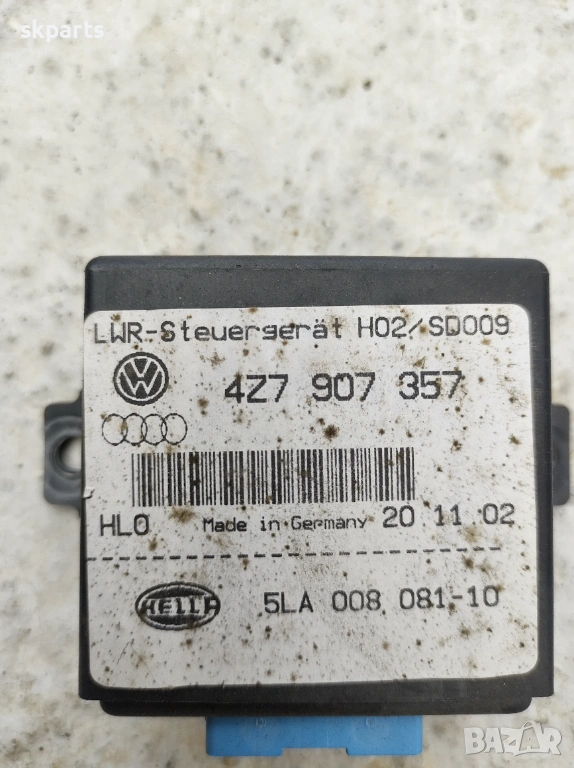 skparts
LWR-Steuergerät H02/SD009
4Z7 907 357
HL0 Made in Germany 20 11 02
HELLA 5LA 008 081-10
BAZAR